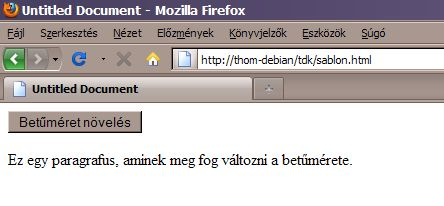 Untitled Document - Mozilla Firefox
Fájl Szerkesztés Nézet Előzmények Könyvjelzők Eszközök Súgó
http://thom-debian/tdk/sablon.html
Untitled Document
Betűméret növelés
Ez egy paragrafus, aminek meg fog változni a betűmérete.